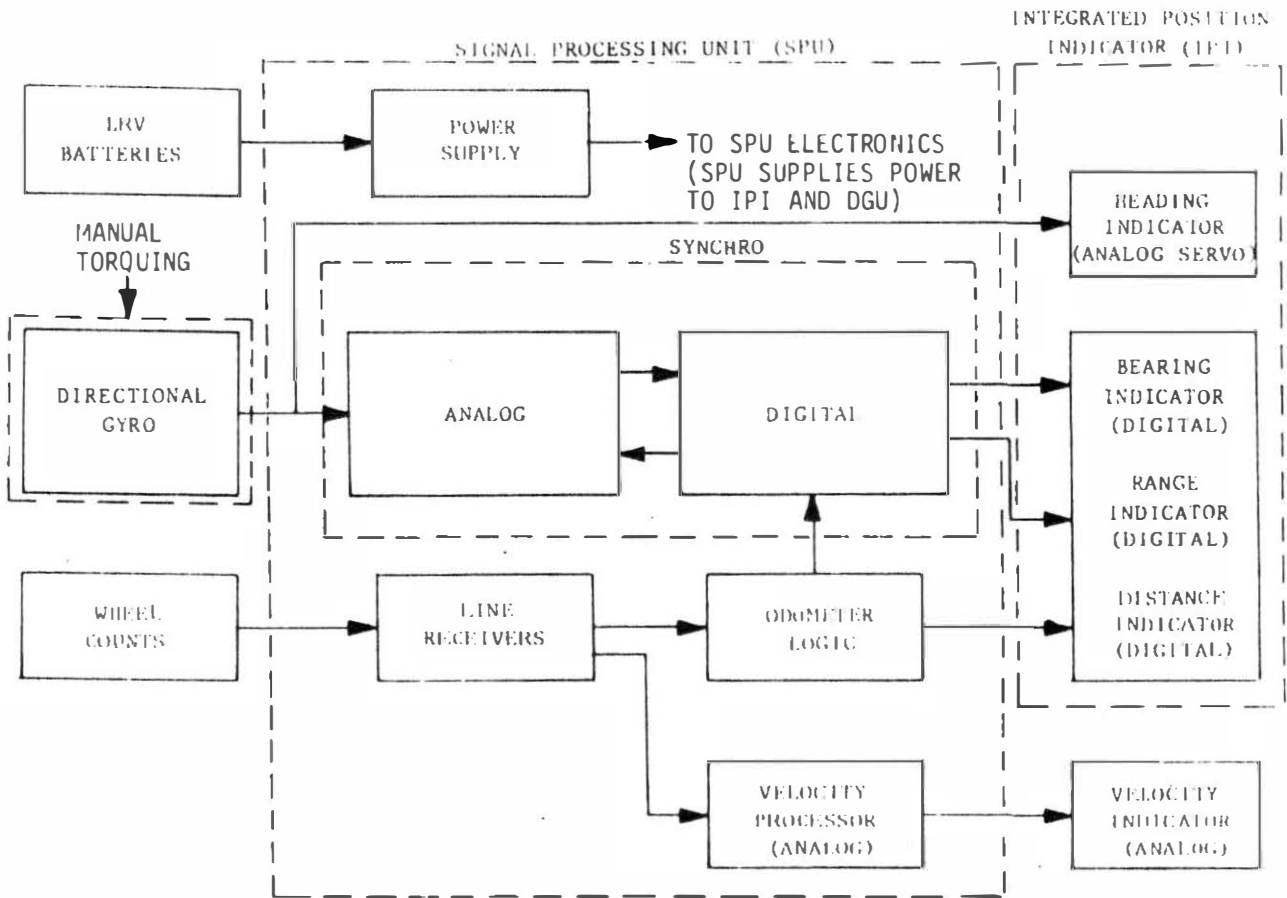 INTEGRATED POSITION
INDICATOR (IPI)
SIGNAL PROCESSING UNIT (SPU)
LRV
BATTERIES
POWER
SUPPLY
TO SPU ELECTRONICS
(SPU SUPPLIES POWER
TO IPI AND DGU)
HEADING
INDICATOR
(ANALOG SERVO)
MANUAL
TORQUING
SYNCHRO
DIRECTIONAL
GYRO
ANALOG
DIGITAL
BEARING
INDICATOR
(DIGITAL)
RANGE
INDICATOR
(DIGITAL)
DISTANCE
INDICATOR
(DIGITAL)
WHEEL
COUNTS
LINE
RECEIVERS
ODOMETER
LOGIC
VELOCITY
PROCESSOR
(ANALOG)
VELOCITY
INDICATOR
(ANALOG)